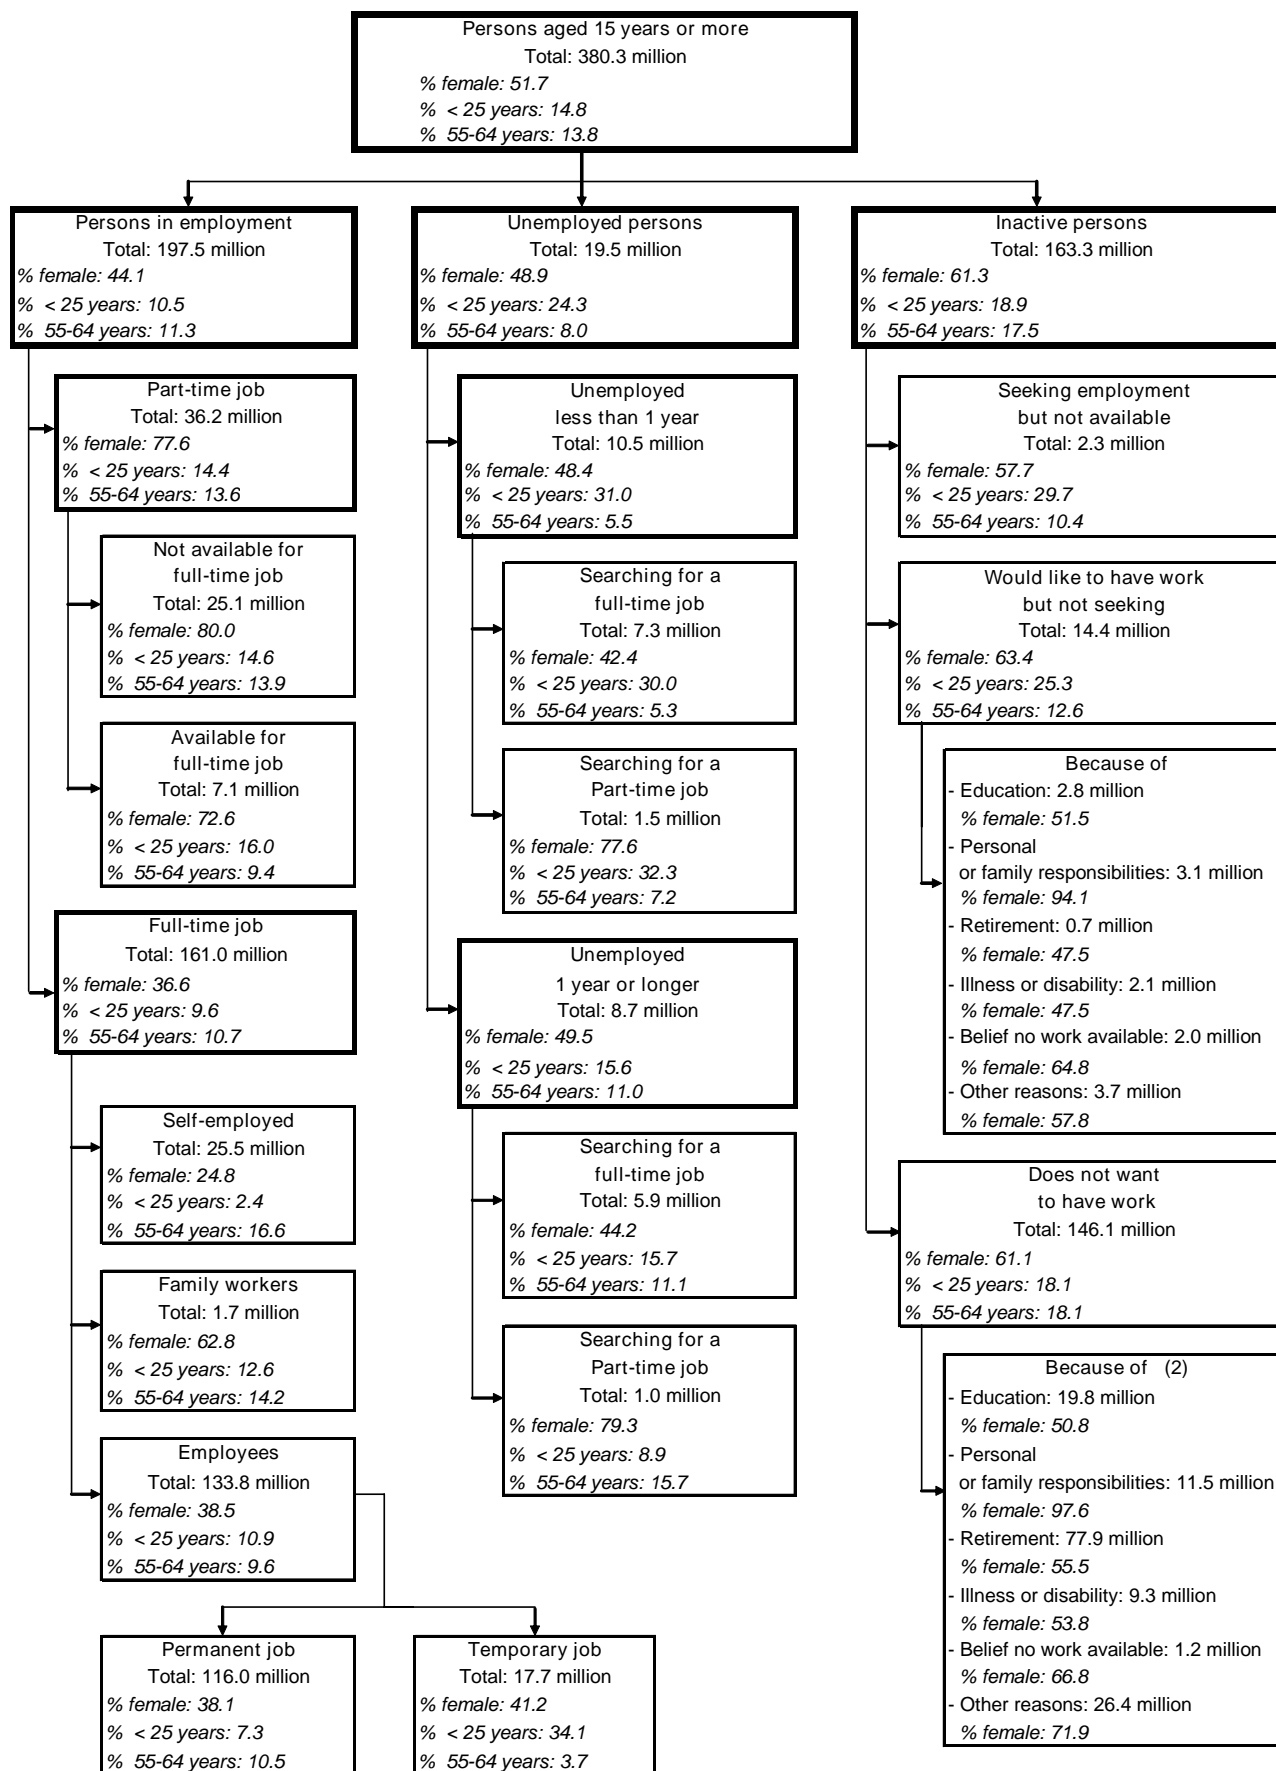 Persons aged 15 years or more
Total: 380.3 million
% female: 51.7
% < 25 years: 14.8
% 55-64 years: 13.8
Persons in employment
Total: 197.5 million
% female: 44.1
% < 25 years: 10.5
% 55-64 years: 11.3
Part-time job
Total: 36.2 million
% female: 77.6
% < 25 years: 14.4
% 55-64 years: 13.6
Not available for
full-time job
Total: 25.1 million
% female: 80.0
% < 25 years: 14.6
% 55-64 years: 13.9
Available for
full-time job
Total: 7.1 million
% female: 72.6
% < 25 years: 16.0
% 55-64 years: 9.4
Full-time job
Total: 161.0 million
% female: 36.6
% < 25 years: 9.6
% 55-64 years: 10.7
Self-employed
Total: 25.5 million
% female: 24.8
% < 25 years: 2.4
% 55-64 years: 16.6
Family workers
Total: 1.7 million
% female: 62.8
% < 25 years: 12.6
% 55-64 years: 14.2
Employees
Total: 133.8 million
% female: 38.5
% < 25 years: 10.9
% 55-64 years: 9.6
Permanent job
Total: 116.0 million
% female: 38.1
% < 25 years: 7.3
% 55-64 years: 10.5
Temporary job
Total: 17.7 million
% female: 41.2
% < 25 years: 34.1
% 55-64 years: 3.7
Unemployed persons
Total: 19.5 million
% female: 48.9
% < 25 years: 24.3
% 55-64 years: 8.0
Unemployed
less than 1 year
Total: 10.5 million
% female: 48.4
% < 25 years: 31.0
% 55-64 years: 5.5
Searching for a
full-time job
Total: 7.3 million
% female: 42.4
% < 25 years: 30.0
% 55-64 years: 5.3
Searching for a
Part-time job
Total: 1.5 million
% female: 77.6
% < 25 years: 32.3
% 55-64 years: 7.2
Unemployed
1 year or longer
Total: 8.7 million
% female: 49.5
% < 25 years: 15.6
% 55-64 years: 11.0
Searching for a
full-time job
Total: 5.9 million
% female: 44.2
% < 25 years: 15.7
% 55-64 years: 11.1
Searching for a
Part-time job
Total: 1.0 million
% female: 79.3
% < 25 years: 8.9
% 55-64 years: 15.7
Inactive persons
Total: 163.3 million
% female: 61.3
% < 25 years: 18.9
% 55-64 years: 17.5
Seeking employment
but not available
Total: 2.3 million
% female: 57.7
% < 25 years: 29.7
% 55-64 years: 10.4
Would like to have work
but not seeking
Total: 14.4 million
% female: 63.4
% < 25 years: 25.3
% 55-64 years: 12.6
Because of
- Education: 2.8 million
% female: 51.5
- Personal
or family responsibilities: 3.1 million
% female: 94.1
- Retirement: 0.7 million
% female: 47.5
- Illness or disability: 2.1 million
% female: 47.5
- Belief no work available: 2.0 million
% female: 64.8
- Other reasons: 3.7 million
% female: 57.8
Does not want
to have work
Total: 146.1 million
% female: 61.1
% < 25 years: 18.1
% 55-64 years: 18.1
Because of (2)
- Education: 19.8 million
% female: 50.8
- Personal
or family responsibilities: 11.5 million
% female: 97.6
- Retirement: 77.9 million
% female: 55.5
- Illness or disability: 9.3 million
% female: 53.8
- Belief no work available: 1.2 million
% female: 66.8
- Other reasons: 26.4 million
% female: 71.9